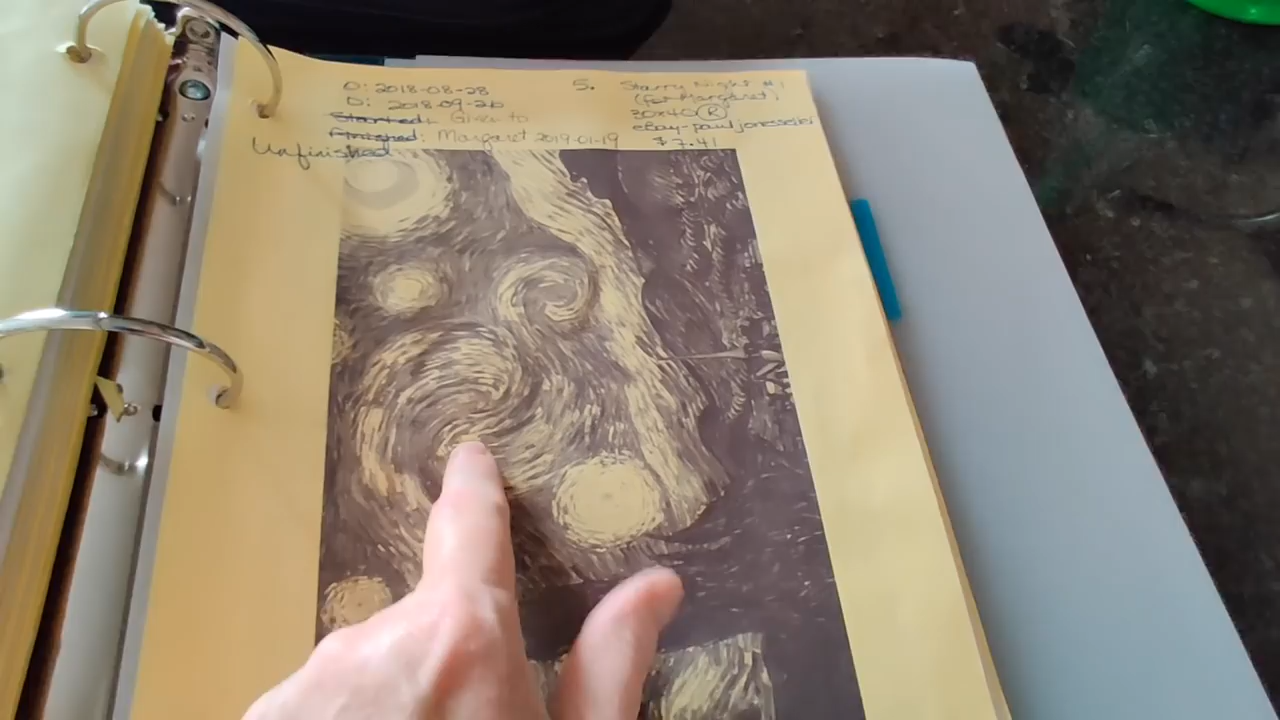 O: 2018-08-28
D: 2018-09-26
Started: Given to
Finished: Margaret 2019-01-19
Unfinished
5. Starry Night #1
(for Margaret)
30x40 R
eBay-pauljonesseller
$7.41